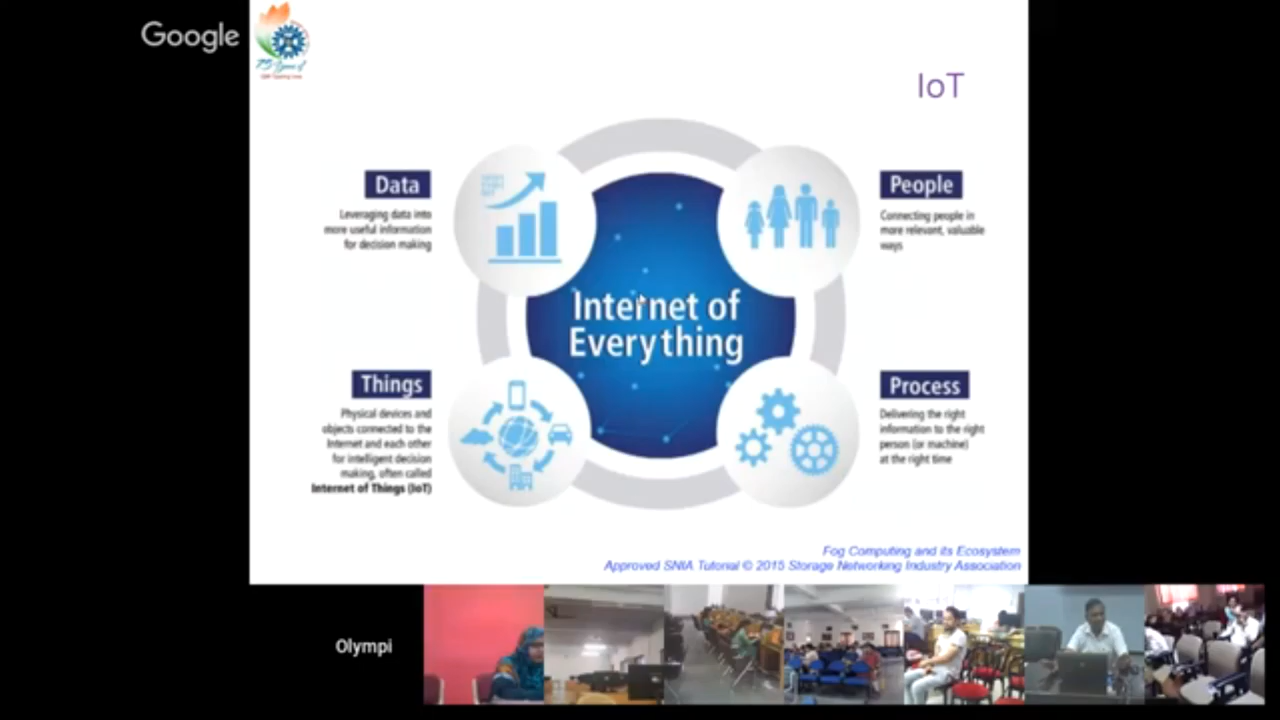 Google
75 Years of
IoT
Data
Leveraging data into
more useful information
for decision making
People
Connecting people in
more relevant, valuable
ways
Internet of
Everything
Things
Physical devices and
objects connected to the
Internet and each other
for intelligent decision
making, often called
Internet of Things (IoT)
Process
Delivering the right
information to the right
person (or machine)
at the right time
Fog Computing and its Ecosystem
Approved SNIA Tutorial © 2015 Storage Networking Industry Association
Olympi